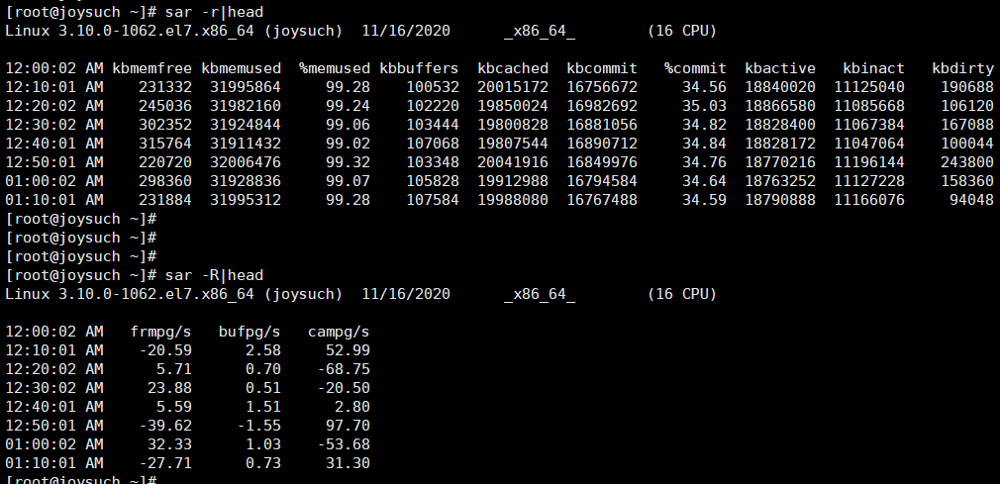 [root@joysuch ~]# sar -r|head
Linux 3.10.0-1062.el7.x86_64 (joysuch)  11/16/2020      _x86_64_        (16 CPU)
12:00:02 AM kbmemfree kbmemused  %memused kbbuffers  kbcached  kbcommit   %commit  kbactive   kbinact   kbdirty
12:10:01 AM    231332  31995864     99.28    100532  20015172  16756672     34.56  18840020  11125040    190688
12:20:02 AM    245036  31982160     99.24    102220  19850024  16982692     35.03  18866580  11085668    106120
12:30:02 AM    302352  31924844     99.06    103444  19800828  16881056     34.82  18828400  11067384    167088
12:40:01 AM    315764  31911432     99.02    107068  19807544  16890712     34.84  18828172  11047064    100044
12:50:01 AM    220720  32006476     99.32    103348  20041916  16849976     34.76  18770216  11196144    243800
01:00:02 AM    298360  31928836     99.07    105828  19912988  16794584     34.64  18763252  11127228    158360
01:10:01 AM    231884  31995312     99.28    107584  19988080  16767488     34.59  18790888  11166076     94048
[root@joysuch ~]#
[root@joysuch ~]#
[root@joysuch ~]#
[root@joysuch ~]# sar -R|head
Linux 3.10.0-1062.el7.x86_64 (joysuch)  11/16/2020      _x86_64_        (16 CPU)
12:00:02 AM   frmpg/s   bufpg/s   campg/s
12:10:01 AM    -20.59      2.58     52.99
12:20:02 AM      5.71      0.70    -68.75
12:30:02 AM     23.88      0.51    -20.50
12:40:01 AM      5.59      1.51      2.80
12:50:01 AM    -39.62     -1.55     97.70
01:00:02 AM     32.33      1.03    -53.68
01:10:01 AM    -27.71      0.73     31.30
[root@joysuch ~]#